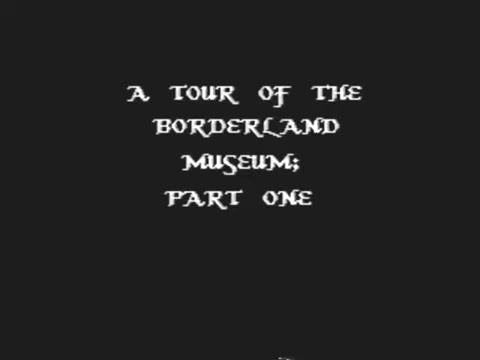 A TOUR OF THE
BORDERLAND
MUSEUM;
PART ONE